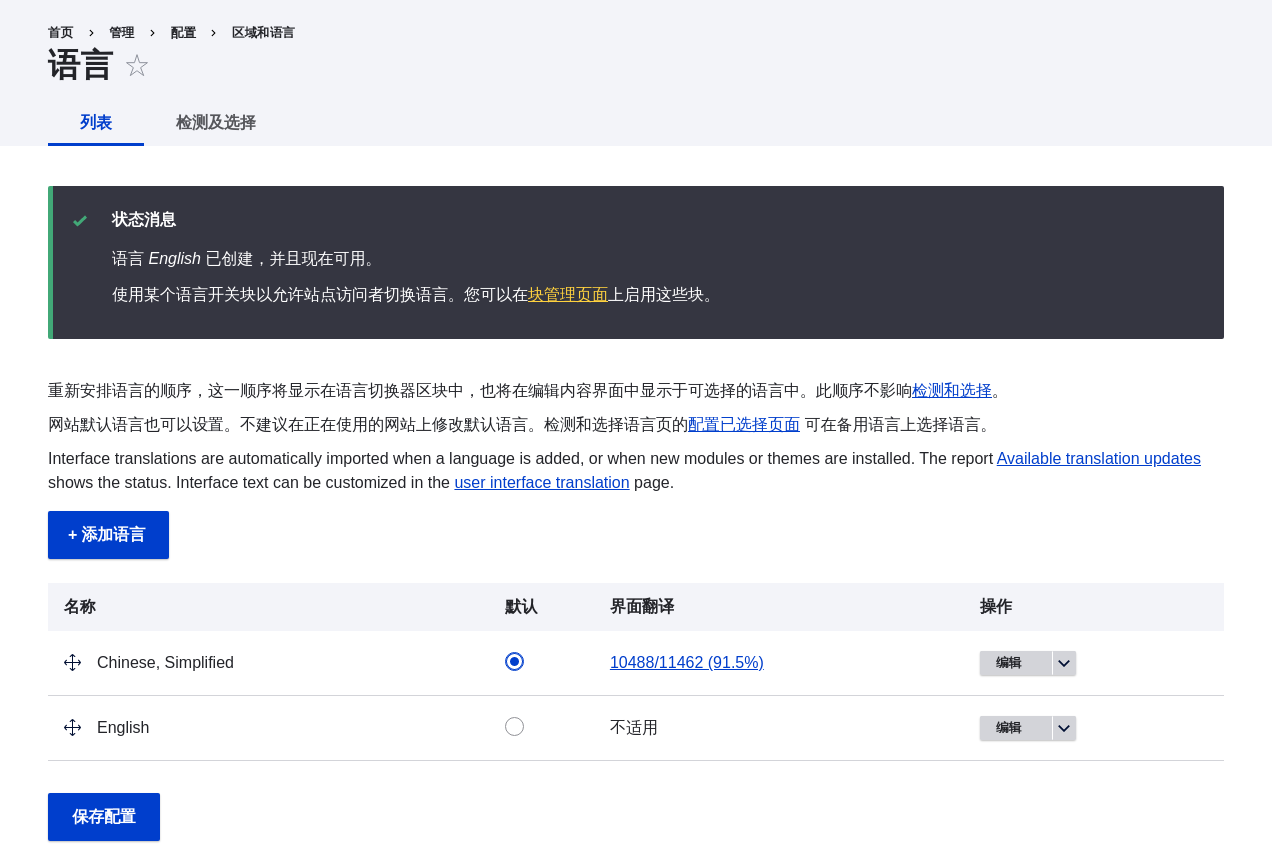 首页 › 管理 › 配置 › 区域和语言
语言
列表 检测及选择
状态消息
语言 English 已创建，并且现在可用。
使用某个语言开关块以允许站点访问者切换语言。您可以在块管理页面上启用这些块。
重新安排语言的顺序，这一顺序将显示在语言切换器区块中，也将在编辑内容界面中显示于可选择的语言中。此顺序不影响检测和选择。
网站默认语言也可以设置。不建议在正在使用的网站上修改默认语言。检测和选择语言页的配置已选择页面 可在备用语言上选择语言。
Interface translations are automatically imported when a language is added, or when new modules or themes are installed. The report Available translation updates
shows the status. Interface text can be customized in the user interface translation page.
+ 添加语言
名称 默认 界面翻译 操作
Chinese, Simplified 10488/11462 (91.5%) 编辑
English 不适用 编辑
保存配置